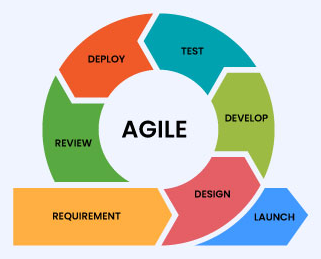 DEPLOY
TEST
AGILE
DEVELOP
REVIEW
DESIGN
REQUIREMENT
LAUNCH